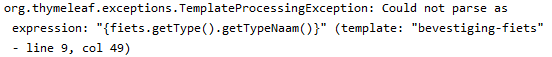 org.thymeleaf.exceptions.TemplateProcessingException: Could not parse as
expression: "{fiets.getType().getTypeNaam()}" (template: "bevestiging-fiets"
- line 9, col 49)